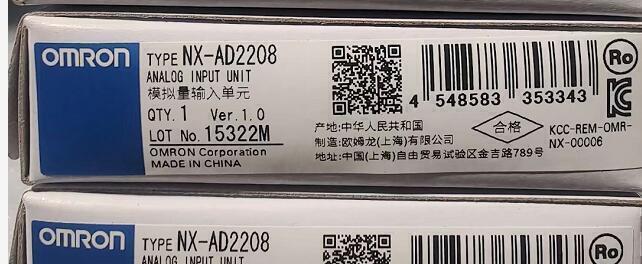 OMRON
TYPE NX-AD2208
ANALOG INPUT UNIT
模拟量输入单元
QTY. 1 Ver.1.0
LOT No. 15322M
OMRON Corporation
MADE IN CHINA
4 548583 353343
产地:中华人民共和国
制造:欧姆龙(上海)有限公司
地址:中国(上海)自由贸易试验区金吉路789号
合格
Ro
KCC-REM-OMR-
NX-00006
OMRON
TYPE NX-AD2208
ANALOG INPUT UNIT
Ro